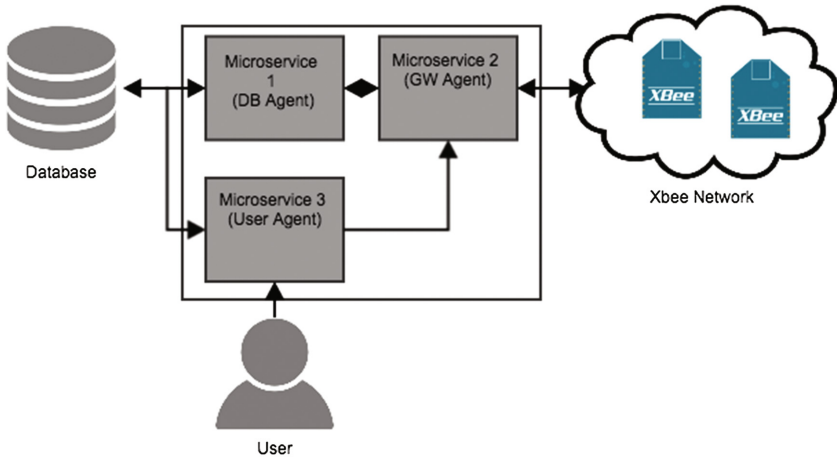 Microservice
1
(DB Agent)
Microservice 2
(GW Agent)
XBee
XBee
Database
Microservice 3
(User Agent)
Xbee Network
User